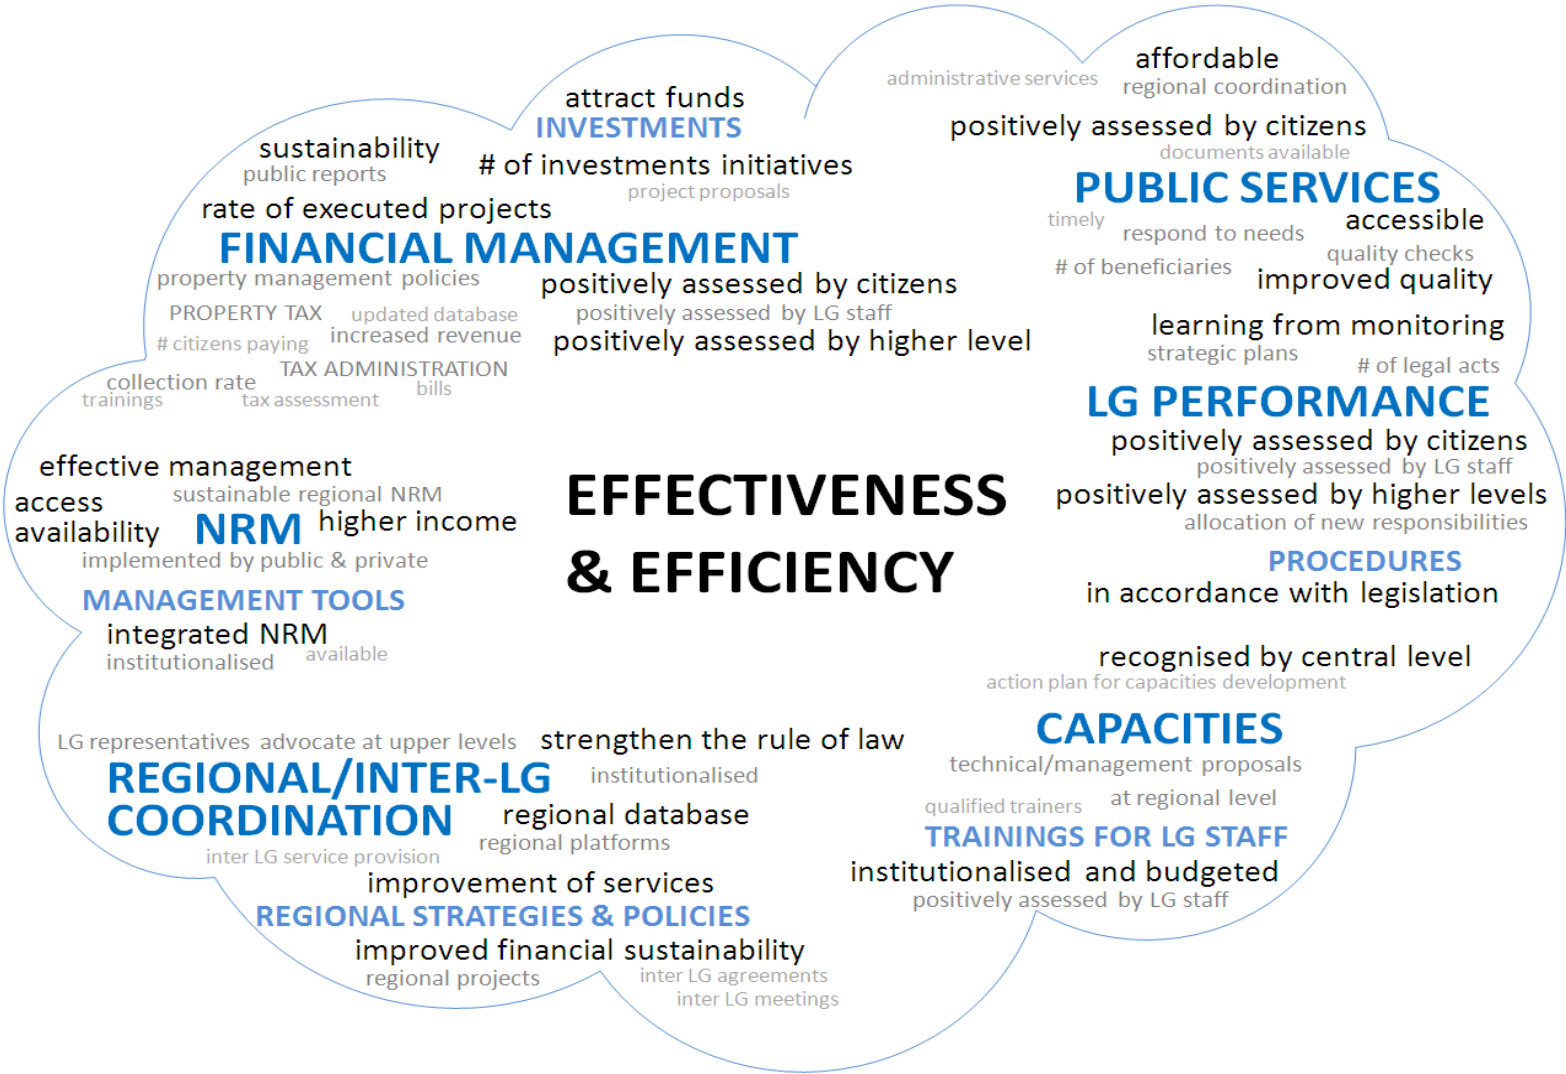 attract funds
INVESTMENTS
# of investments initiatives
project proposals
sustainability
public reports
rate of executed projects
FINANCIAL MANAGEMENT
property management policies
positively assessed by citizens
positively assessed by LG staff
positively assessed by higher level
PROPERTY TAX
updated database
# citizens paying
increased revenue
TAX ADMINISTRATION
collection rate
bills
trainings
tax assessment
administrative services
affordable
regional coordination
positively assessed by citizens
documents available
PUBLIC SERVICES
timely
accessible
respond to needs
quality checks
# of beneficiaries
improved quality
learning from monitoring
strategic plans
# of legal acts
LG PERFORMANCE
positively assessed by citizens
positively assessed by LG staff
positively assessed by higher levels
allocation of new responsibilities
PROCEDURES
in accordance with legislation
effective management
access
sustainable regional NRM
availability
NRM
higher income
implemented by public & private
MANAGEMENT TOOLS
integrated NRM
institutionalised
available
EFFECTIVENESS
& EFFICIENCY
recognised by central level
action plan for capacities development
CAPACITIES
technical/management proposals
qualified trainers
at regional level
TRAININGS FOR LG STAFF
institutionalised and budgeted
positively assessed by LG staff
LG representatives advocate at upper levels
strengthen the rule of law
REGIONAL/INTER-LG
institutionalised
COORDINATION
regional database
regional platforms
inter LG service provision
improvement of services
REGIONAL STRATEGIES & POLICIES
improved financial sustainability
regional projects
inter LG agreements
inter LG meetings